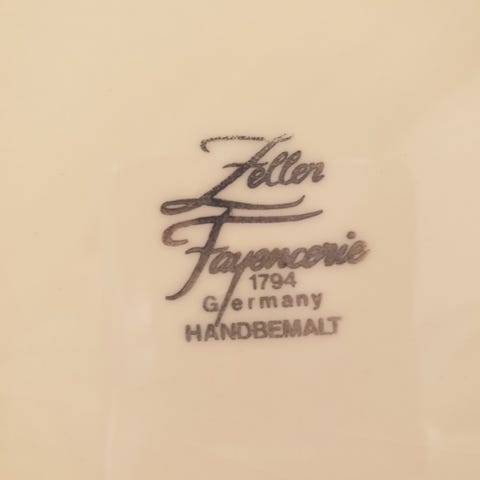 Zeller
Fayencerie
1794
Germany
HANDBEMALT